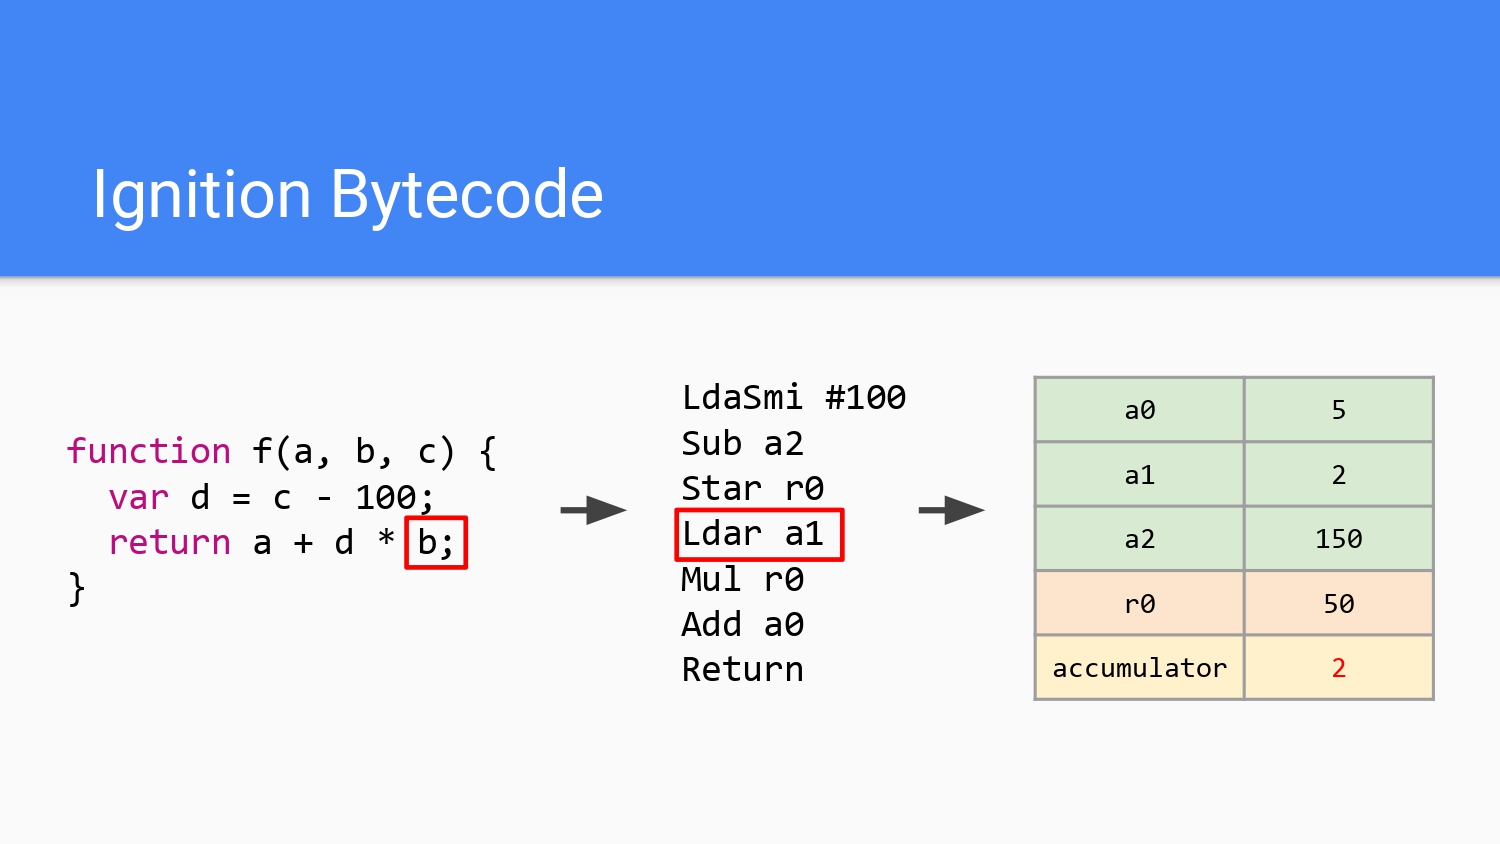 Ignition Bytecode
function f(a, b, c) {
  var d = c - 100;
  return a + d * b;
}
LdaSmi #100
Sub a2
Star r0
Ldar a1
Mul r0
Add a0
Return
a0 5
a1 2
a2 150
r0 50
accumulator 2